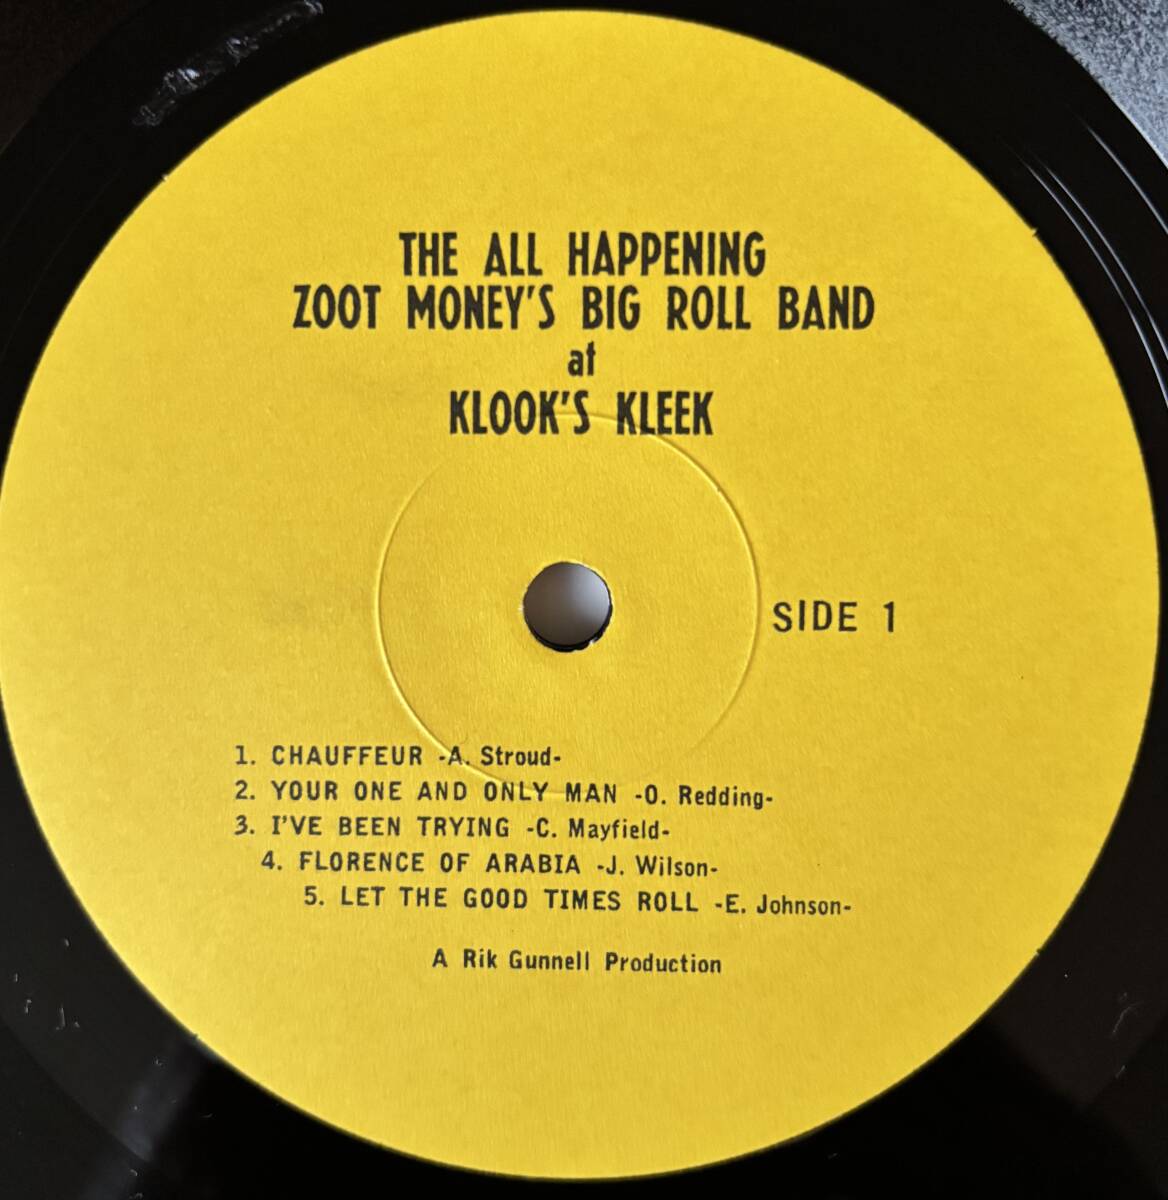 THE ALL HAPPENING
ZOOT MONEY'S BIG ROLL BAND
at
KLOOK'S KLEEK
SIDE 1
1. CHAUFFEUR -A. Stroud-
2. YOUR ONE AND ONLY MAN -O. Redding-
3. I'VE BEEN TRYING -C. Mayfield-
4. FLORENCE OF ARABIA -J. Wilson-
5. LET THE GOOD TIMES ROLL -E. Johnson-
A Rik Gunnell Production